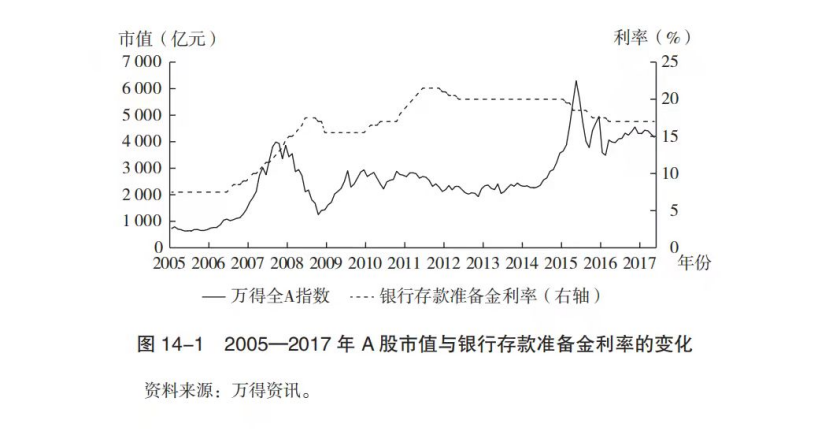 市值（亿元）
利率（%）
7 000
6 000
5 000
4 000
3 000
2 000
1 000
0
25
20
15
10
5
0
2005 2006 2007 2008 2009 2010 2011 2012 2013 2014 2015 2016 2017 年份
万得全A指数 银行存款准备金利率（右轴）
图 14-1 2005—2017 年 A 股市值与银行存款准备金利率的变化
资料来源：万得资讯。